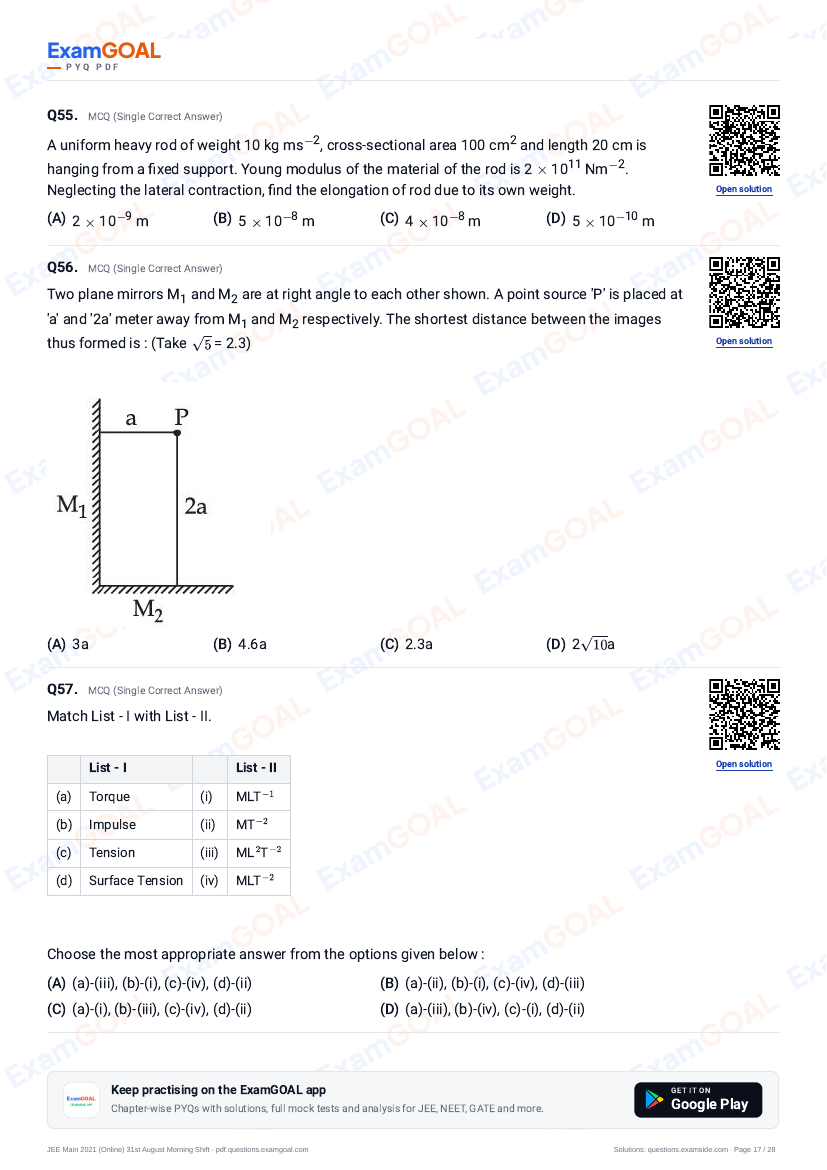 ExamGOAL
PYQ PDF
Q55. MCQ (Single Correct Answer)
A uniform heavy rod of weight 10 kg ms⁻², cross-sectional area 100 cm² and length 20 cm is
hanging from a fixed support. Young modulus of the material of the rod is 2 × 10¹¹ Nm⁻².
Neglecting the lateral contraction, find the elongation of rod due to its own weight.
Open solution
(A) 2 × 10⁻⁹ m (B) 5 × 10⁻⁸ m (C) 4 × 10⁻⁸ m (D) 5 × 10⁻¹⁰ m
Q56. MCQ (Single Correct Answer)
Two plane mirrors M₁ and M₂ are at right angle to each other shown. A point source 'P' is placed at
'a' and '2a' meter away from M₁ and M₂ respectively. The shortest distance between the images
thus formed is : (Take √5 = 2.3)
Open solution
a P
M₁ 2a
M₂
(A) 3a (B) 4.6a (C) 2.3a (D) 2√10a
Q57. MCQ (Single Correct Answer)
Match List - I with List - II.
Open solution
List - I List - II
(a) Torque (i) MLT⁻¹
(b) Impulse (ii) MT⁻²
(c) Tension (iii) ML²T⁻²
(d) Surface Tension (iv) MLT⁻²
Choose the most appropriate answer from the options given below :
(A) (a)-(iii), (b)-(i), (c)-(iv), (d)-(ii) (B) (a)-(ii), (b)-(i), (c)-(iv), (d)-(iii)
(C) (a)-(i), (b)-(iii), (c)-(iv), (d)-(ii) (D) (a)-(iii), (b)-(iv), (c)-(i), (d)-(ii)
ExamGOAL
Keep practising on the ExamGOAL app
Chapter-wise PYQs with solutions, full mock tests and analysis for JEE, NEET, GATE and more.
GET IT ON
Google Play
JEE Main 2021 (Online) 31st August Morning Shift · pdf.questions.examgoal.com Solutions: questions.examside.com · Page 17 / 28